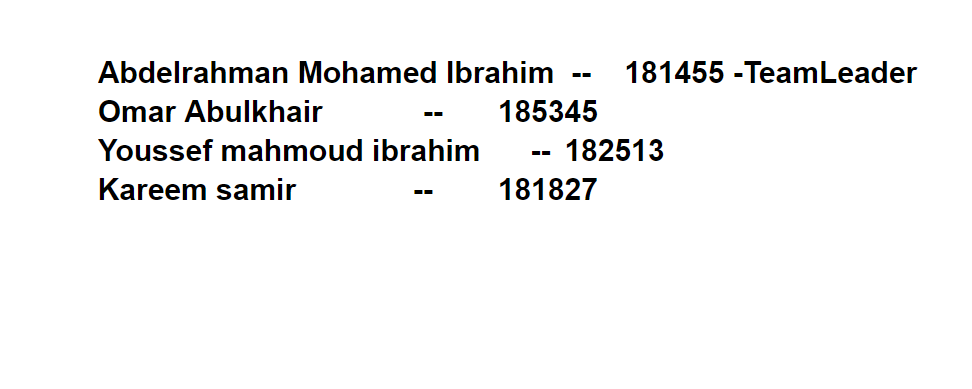 Abdelrahman Mohamed Ibrahim -- 181455 -TeamLeader
Omar Abulkhair -- 185345
Youssef mahmoud ibrahim -- 182513
Kareem samir -- 181827